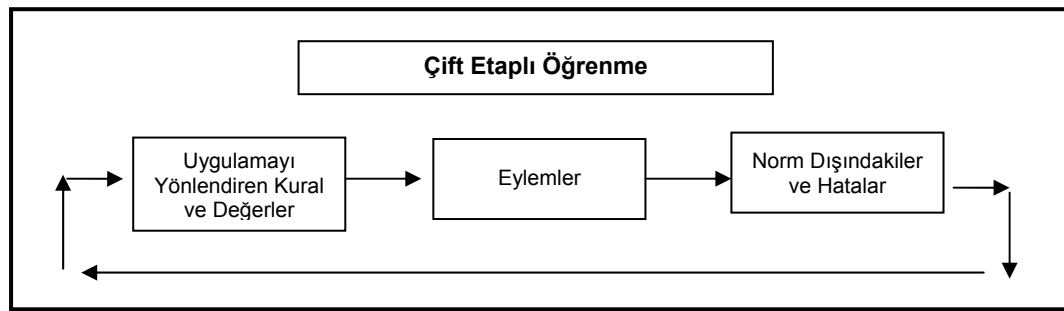 Çift Etaplı Öğrenme
Uygulamayı
Yönlendiren Kural
ve Değerler
Eylemler
Norm Dışındakiler
ve Hatalar